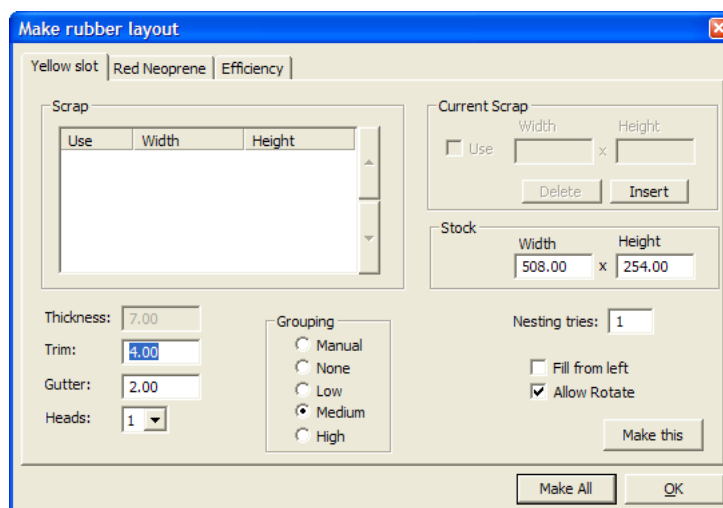 Make rubber layout
Yellow slot Red Neoprene Efficiency
Scrap
Use Width Height
Current Scrap
Width Height
Use x
Delete Insert
Stock
Width Height
508.00 x 254.00
Thickness: 7.00
Trim: 4.00
Gutter: 2.00
Heads: 1
Grouping
Manual
None
Low
Medium
High
Nesting tries: 1
Fill from left
Allow Rotate
Make this
Make All OK